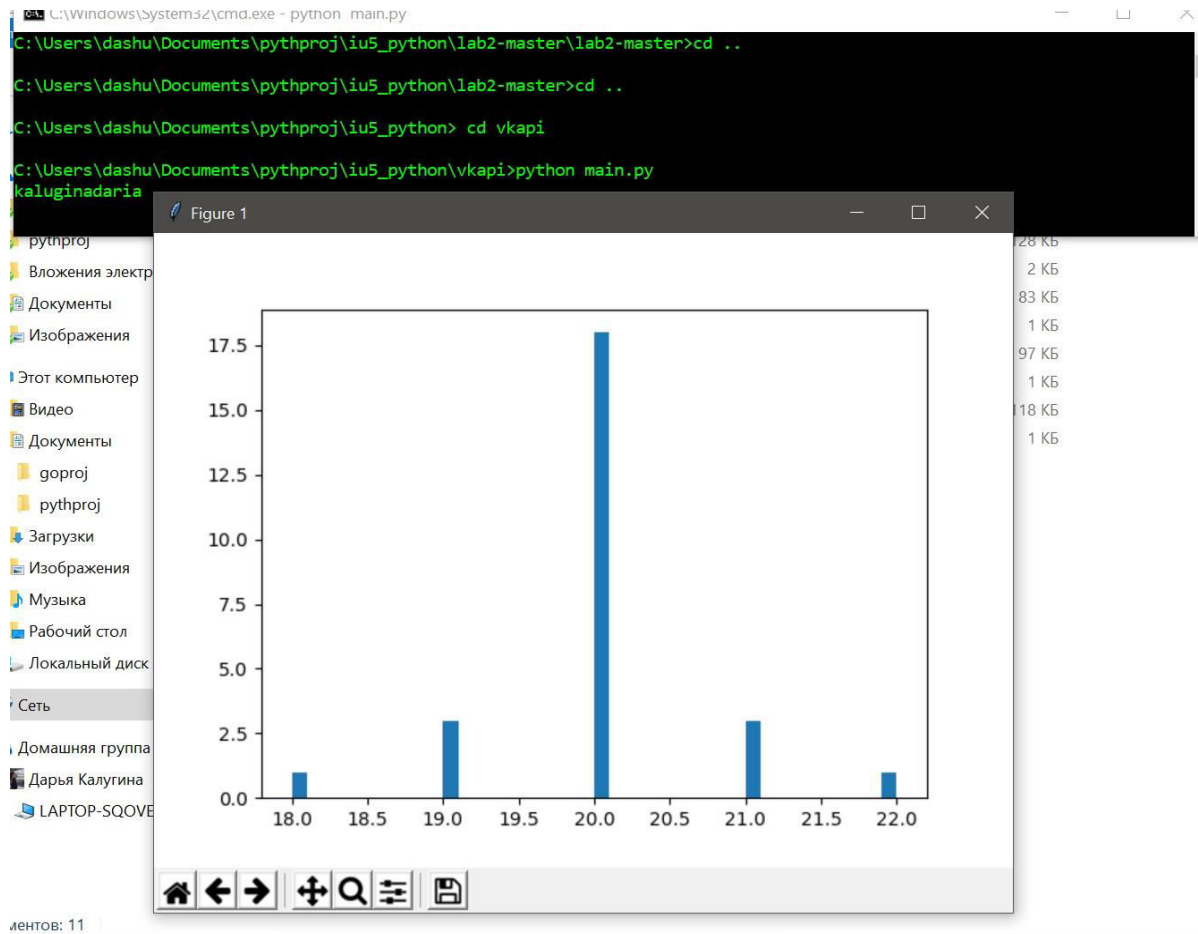 C:\Windows\System32\cmd.exe - python main.py
C:\Users\dashu\Documents\pythproj\iu5_python\lab2-master\lab2-master>cd ..
C:\Users\dashu\Documents\pythproj\iu5_python\lab2-master>cd ..
C:\Users\dashu\Documents\pythproj\iu5_python> cd vkapi
C:\Users\dashu\Documents\pythproj\iu5_python\vkapi>python main.py
kaluginadaria
Figure 1
pythproj
Вложения электр
Документы
Изображения
Этот компьютер
Видео
Документы
goproj
pythproj
Загрузки
Изображения
Музыка
Рабочий стол
Локальный диск
Сеть
Домашняя группа
Дарья Калугина
LAPTOP-SQOVE
17.5
15.0
12.5
10.0
7.5
5.0
2.5
0.0
18.0 18.5 19.0 19.5 20.0 20.5 21.0 21.5 22.0
128 КБ
2 КБ
83 КБ
1 КБ
97 КБ
1 КБ
118 КБ
1 КБ
ментов: 11